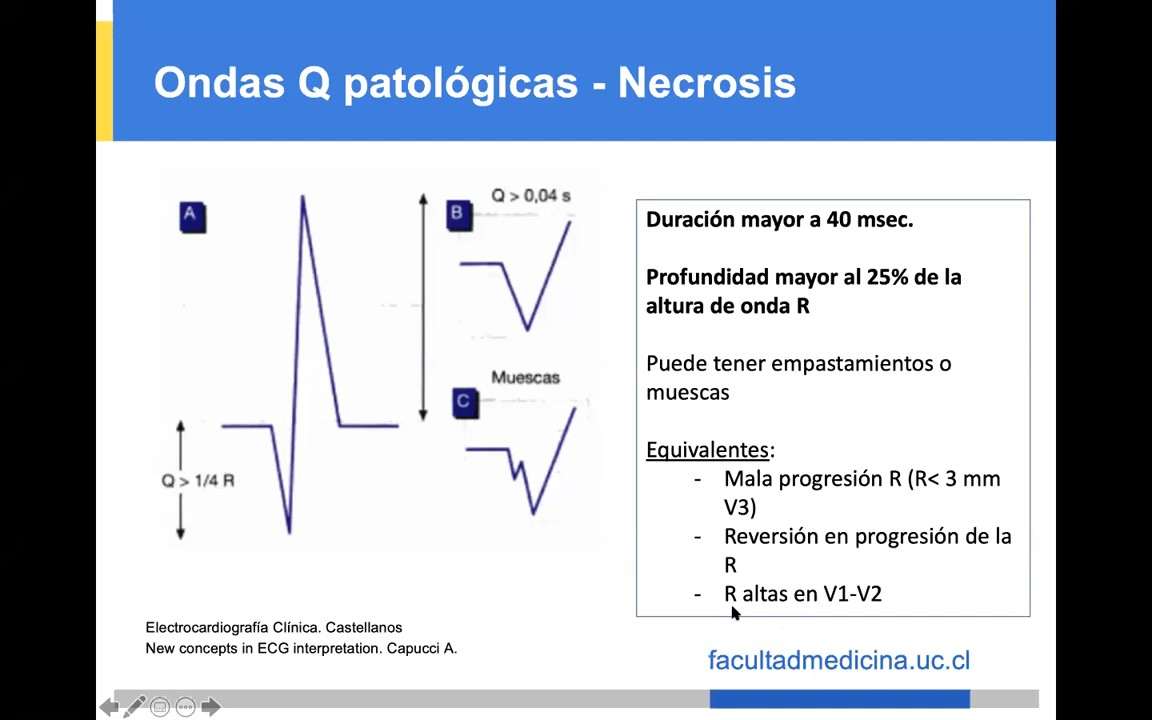 Ondas Q patológicas - Necrosis
A
Q > 1/4 R
B
Q > 0,04 s
Muescas
C
Duración mayor a 40 msec.
Profundidad mayor al 25% de la
altura de onda R
Puede tener empastamientos o
muescas
Equivalentes:
- Mala progresión R (R< 3 mm
V3)
- Reversión en progresión de la
R
- R altas en V1-V2
Electrocardiografía Clínica. Castellanos
New concepts in ECG interpretation. Capucci A.
facultadmedicina.uc.cl